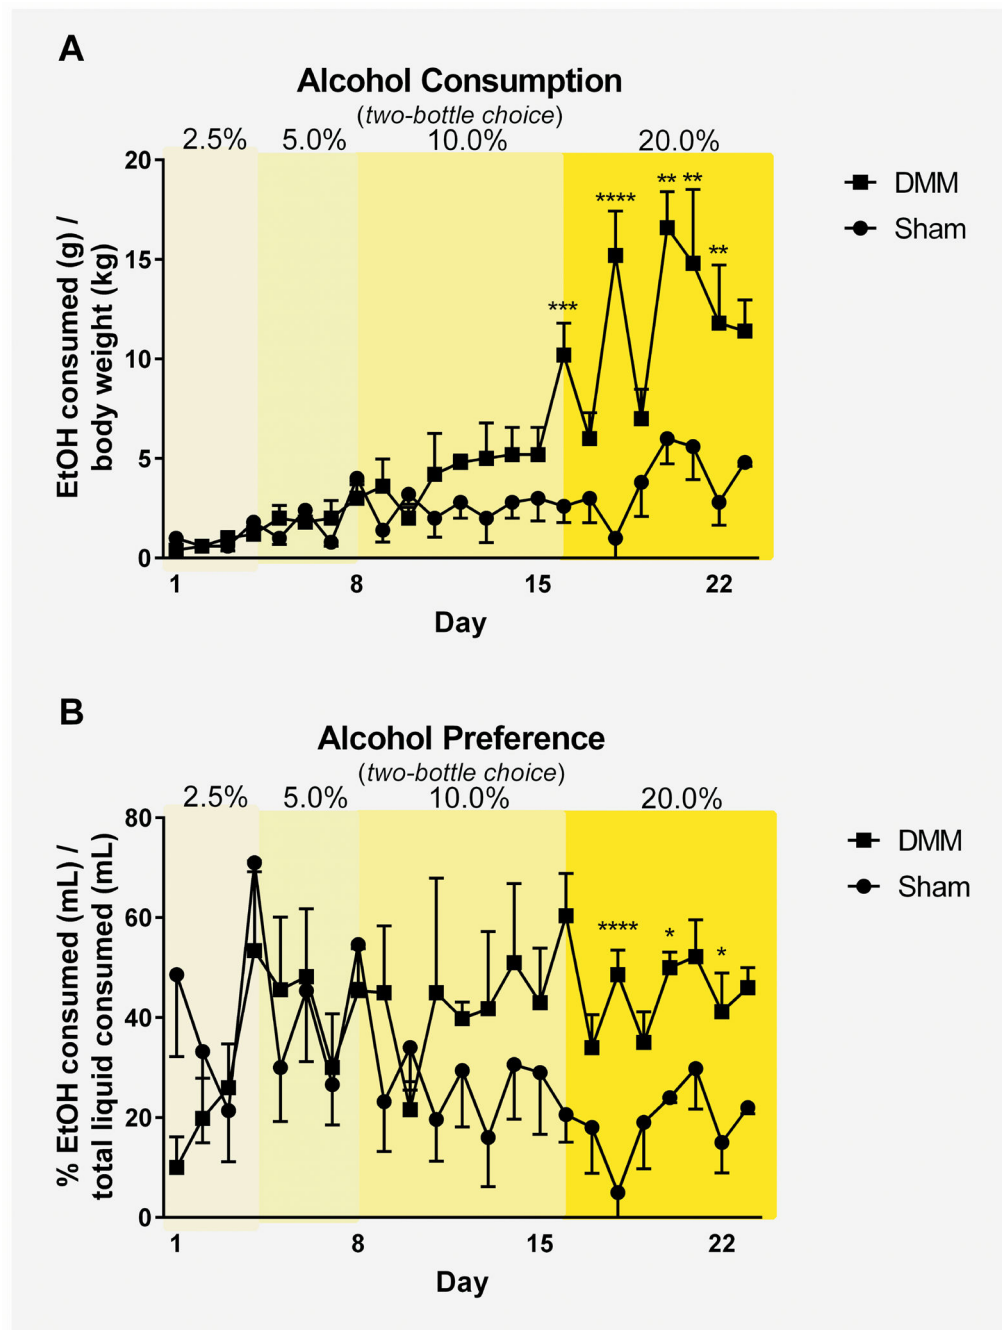 A
Alcohol Consumption
(two-bottle choice)
2.5% 5.0% 10.0% 20.0%
EtOH consumed (g) /
body weight (kg)
20
15
10
5
0
*** **** ** ** **
DMM
Sham
1 8 15 22
Day
B
Alcohol Preference
(two-bottle choice)
2.5% 5.0% 10.0% 20.0%
% EtOH consumed (mL) /
total liquid consumed (mL)
80
60
40
20
0
**** * *
DMM
Sham
1 8 15 22
Day